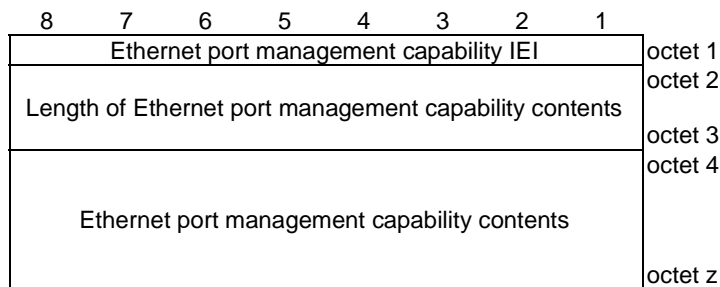 8 7 6 5 4 3 2 1
Ethernet port management capability IEI octet 1
octet 2
Length of Ethernet port management capability contents
octet 3
octet 4
Ethernet port management capability contents
octet z